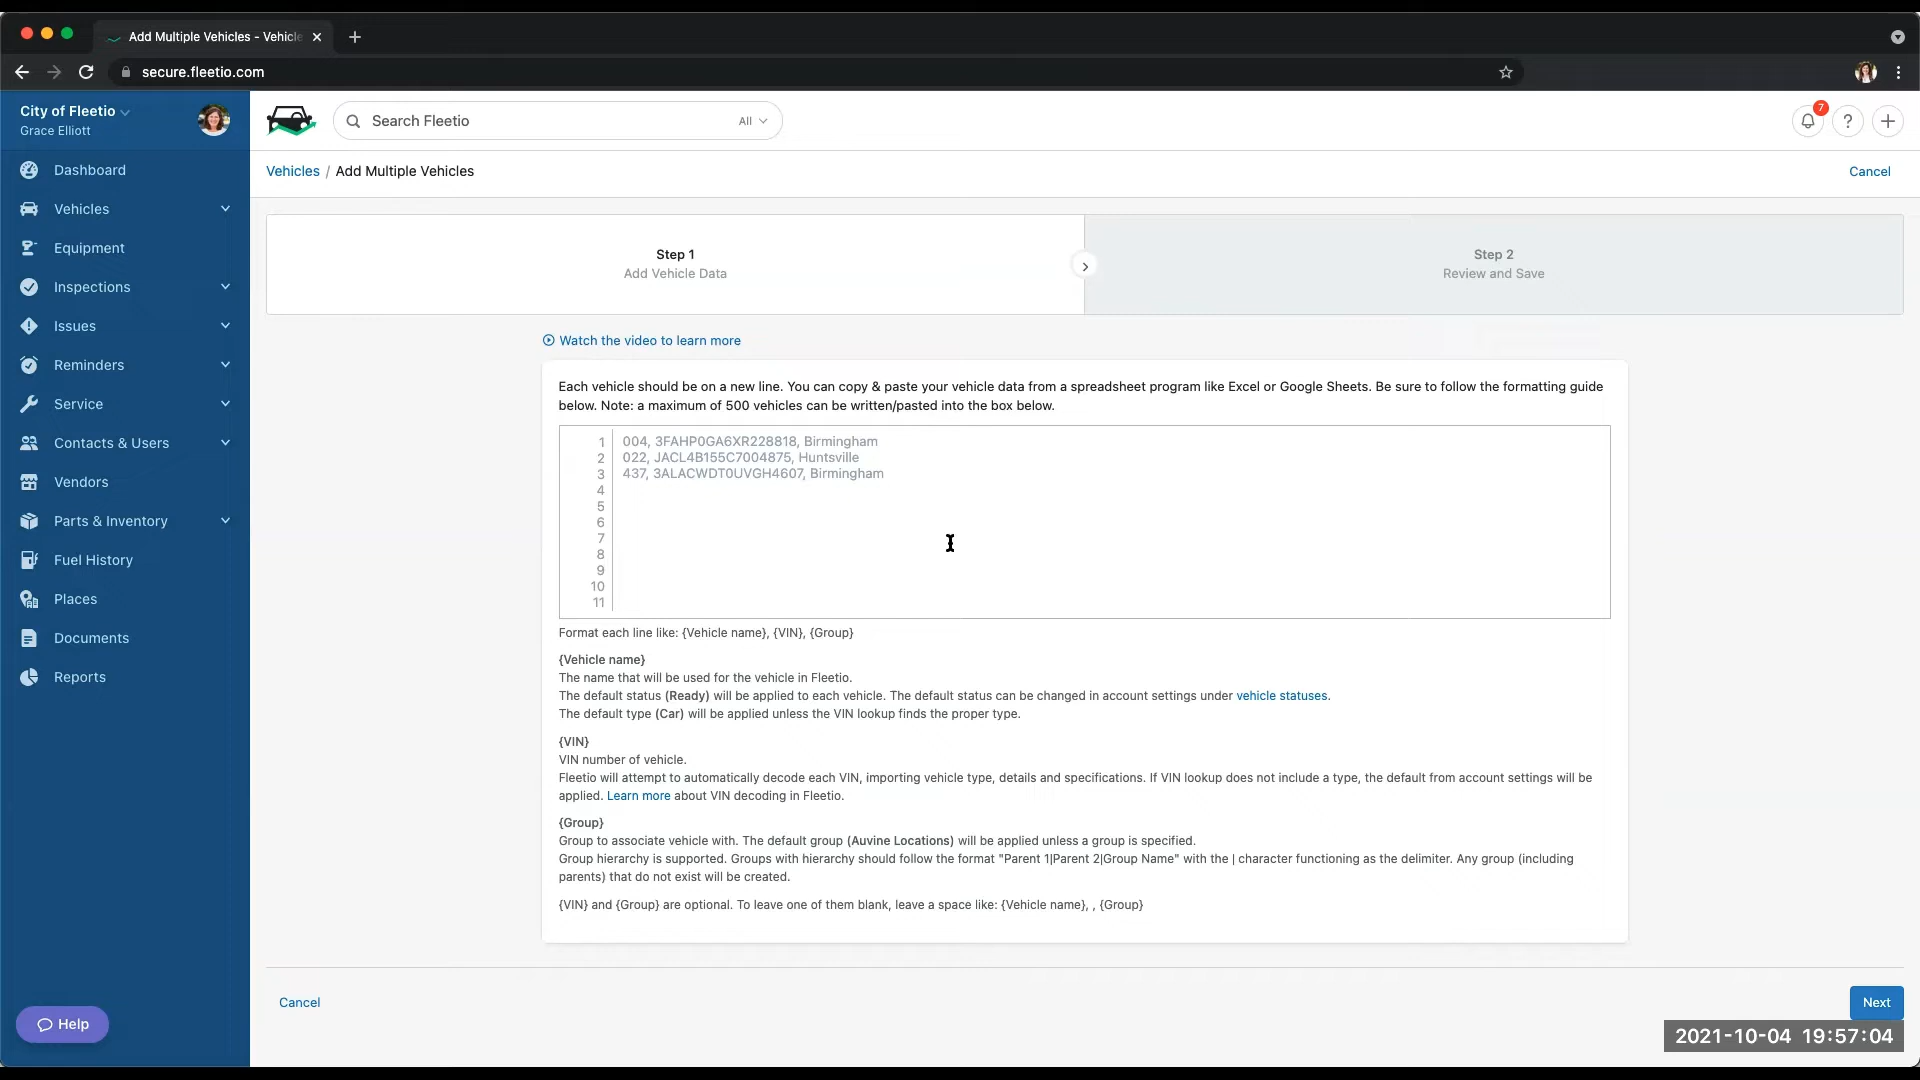 Add Multiple Vehicles - Vehicle
secure.fleetio.com
City of Fleetio
Grace Elliott
Search Fleetio
All
7
?
Dashboard
Vehicles
Equipment
Inspections
Issues
Reminders
Service
Contacts & Users
Vendors
Parts & Inventory
Fuel History
Places
Documents
Reports
Help
Vehicles / Add Multiple Vehicles
Cancel
Step 1
Add Vehicle Data
Step 2
Review and Save
Watch the video to learn more
Each vehicle should be on a new line. You can copy & paste your vehicle data from a spreadsheet program like Excel or Google Sheets. Be sure to follow the formatting guide
below. Note: a maximum of 500 vehicles can be written/pasted into the box below.
1 004, 3FAHP0GA6XR228818, Birmingham
2 022, JACL4B155C7004875, Huntsville
3 437, 3ALACWDT0UVGH4607, Birmingham
4
5
6
7
8
9
10
11
Format each line like: {Vehicle name}, {VIN}, {Group}
{Vehicle name}
The name that will be used for the vehicle in Fleetio.
The default status (Ready) will be applied to each vehicle. The default status can be changed in account settings under vehicle statuses.
The default type (Car) will be applied unless the VIN lookup finds the proper type.
{VIN}
VIN number of vehicle.
Fleetio will attempt to automatically decode each VIN, importing vehicle type, details and specifications. If VIN lookup does not include a type, the default from account settings will be
applied. Learn more about VIN decoding in Fleetio.
{Group}
Group to associate vehicle with. The default group (Auvine Locations) will be applied unless a group is specified.
Group hierarchy is supported. Groups with hierarchy should follow the format "Parent 1|Parent 2|Group Name" with the | character functioning as the delimiter. Any group (including
parents) that do not exist will be created.
{VIN} and {Group} are optional. To leave one of them blank, leave a space like: {Vehicle name}, , {Group}
Cancel
Next
2021-10-04 19:57:04